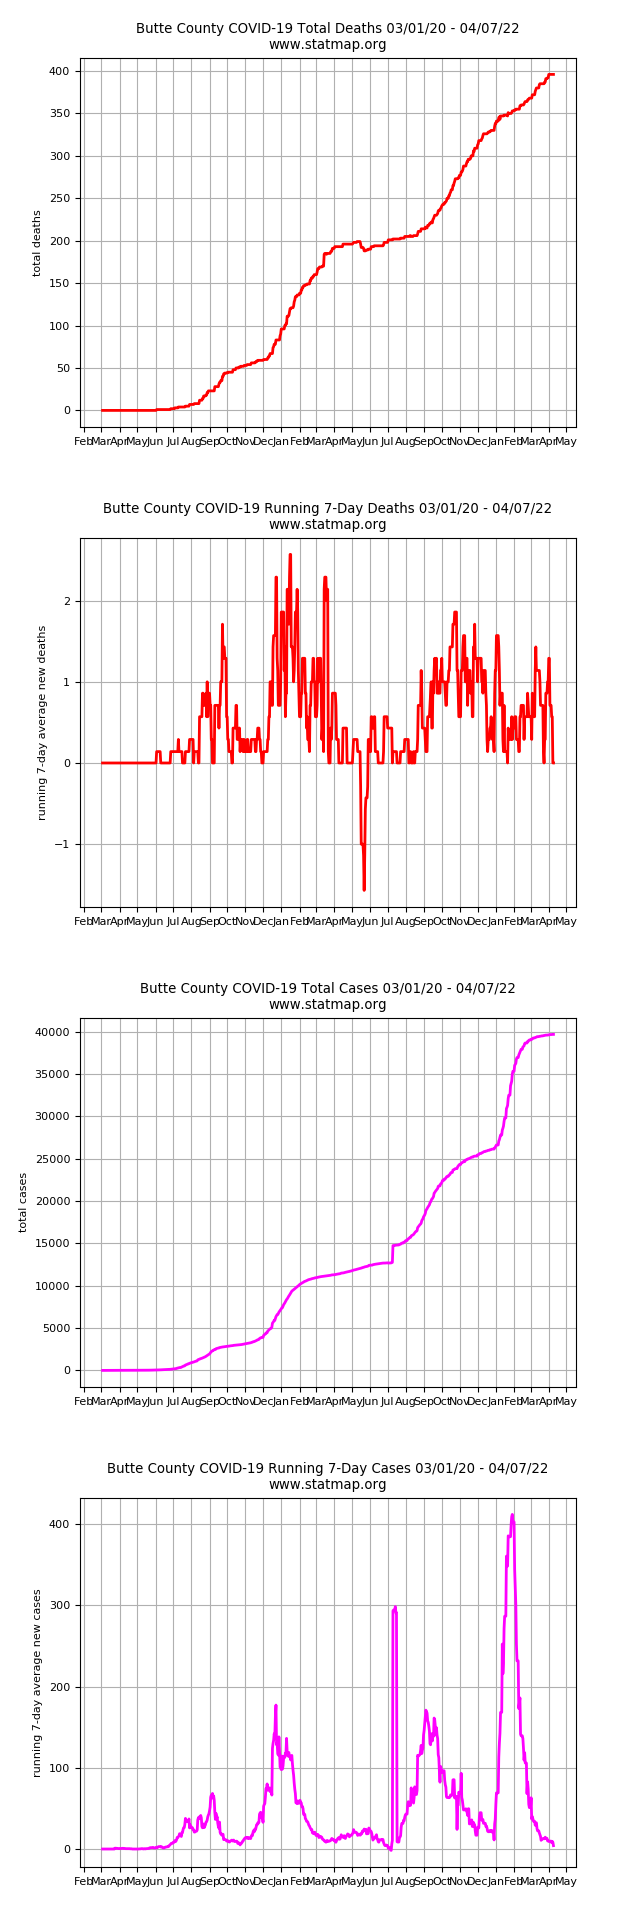 Butte County COVID-19 Total Deaths 03/01/20 - 04/07/22
www.statmap.org
400
350
300
250
200
150
100
50
0
total deaths
Feb Mar Apr May Jun Jul Aug Sep Oct Nov Dec Jan Feb Mar Apr May Jun Jul Aug Sep Oct Nov Dec Jan Feb Mar Apr May
Butte County COVID-19 Running 7-Day Deaths 03/01/20 - 04/07/22
www.statmap.org
2
1
0
−1
running 7-day average new deaths
Feb Mar Apr May Jun Jul Aug Sep Oct Nov Dec Jan Feb Mar Apr May Jun Jul Aug Sep Oct Nov Dec Jan Feb Mar Apr May
Butte County COVID-19 Total Cases 03/01/20 - 04/07/22
www.statmap.org
40000
35000
30000
25000
20000
15000
10000
5000
0
total cases
Feb Mar Apr May Jun Jul Aug Sep Oct Nov Dec Jan Feb Mar Apr May Jun Jul Aug Sep Oct Nov Dec Jan Feb Mar Apr May
Butte County COVID-19 Running 7-Day Cases 03/01/20 - 04/07/22
www.statmap.org
400
300
200
100
0
running 7-day average new cases
Feb Mar Apr May Jun Jul Aug Sep Oct Nov Dec Jan Feb Mar Apr May Jun Jul Aug Sep Oct Nov Dec Jan Feb Mar Apr May